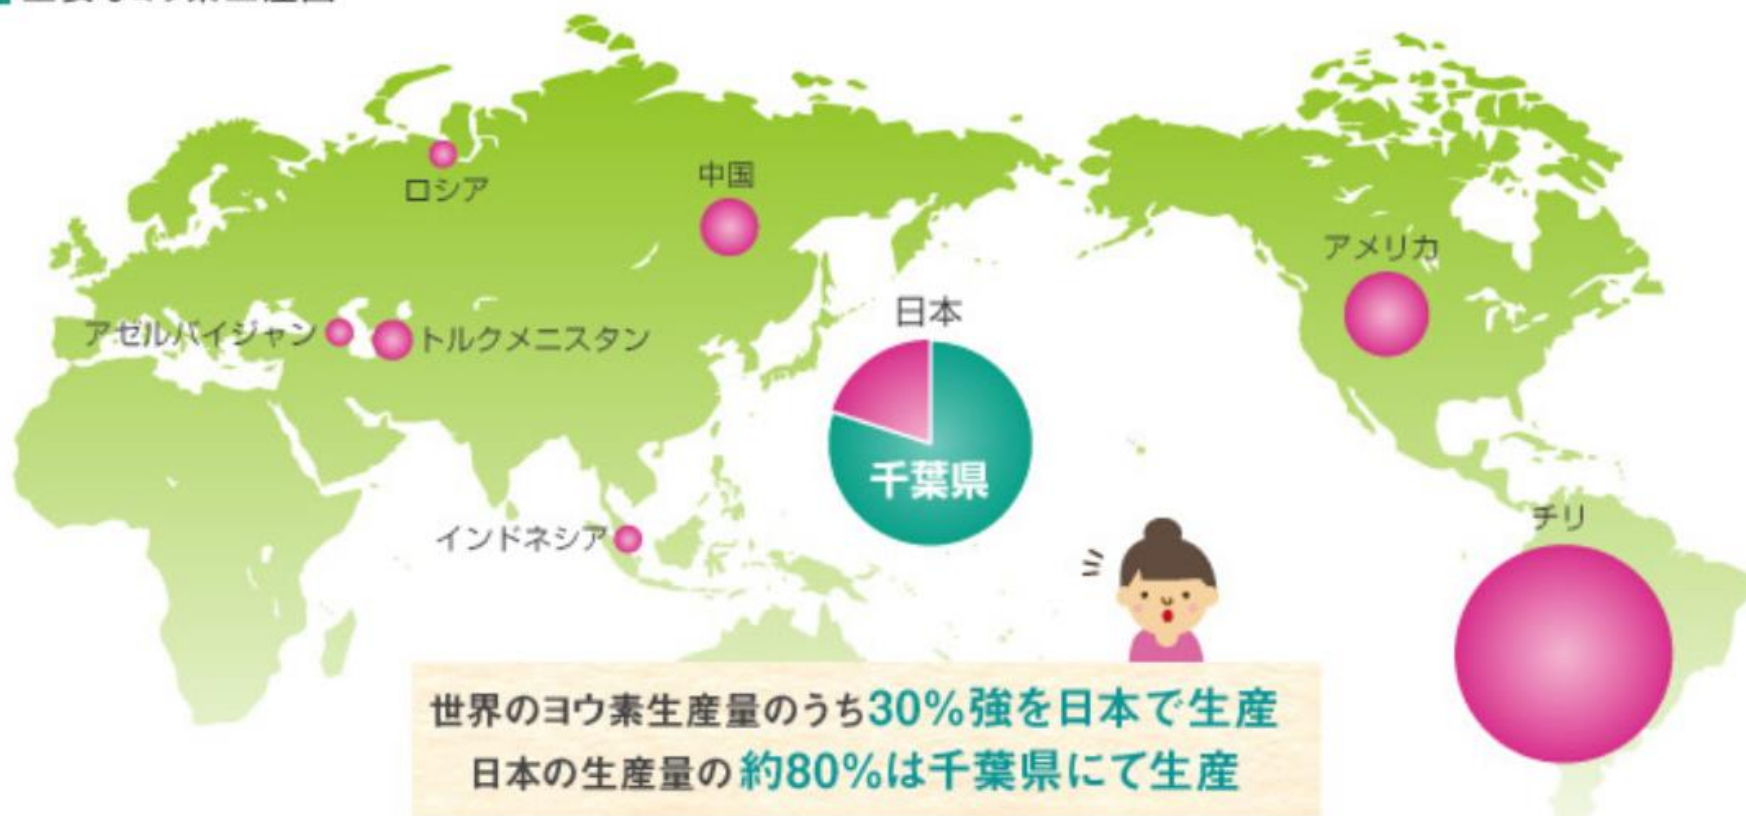 ロシア
中国
アメリカ
日本
アゼルバイジャン
トルクメニスタン
千葉県
チリ
インドネシア
世界のヨウ素生産量のうち30%強を日本で生産
日本の生産量の約80%は千葉県にて生産